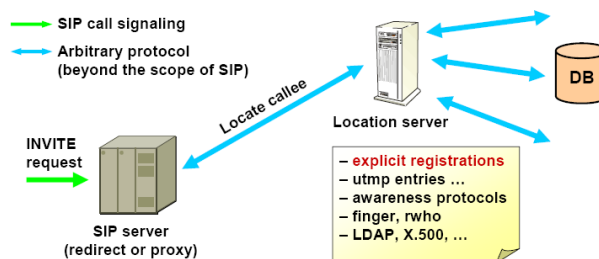 SIP call signaling
Arbitrary protocol
(beyond the scope of SIP)
DB
Locate callee
Location server
INVITE
request
– explicit registrations
– utmp entries ...
– awareness protocols
– finger, rwho
– LDAP, X.500, ...
SIP server
(redirect or proxy)